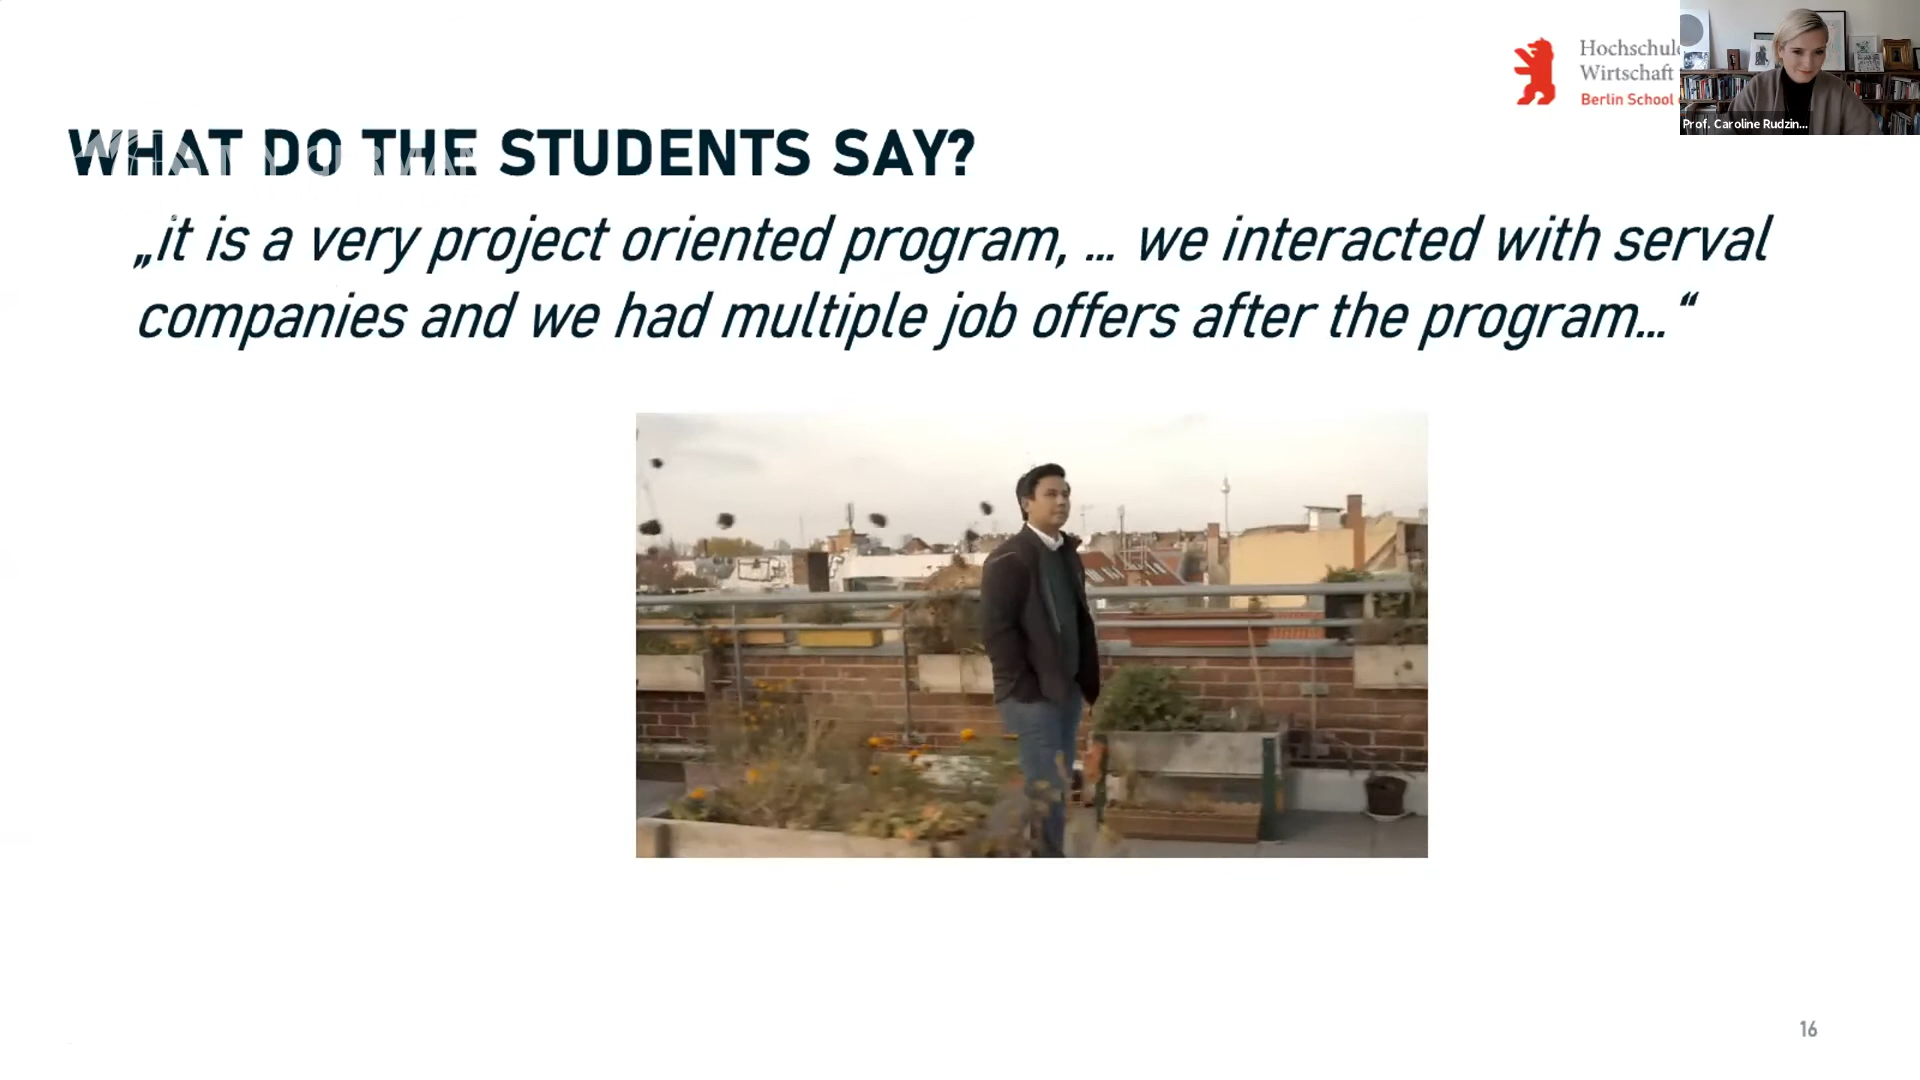 Hochschule
Wirtschaft
Berlin School
Prof. Caroline Rudzin...
WHAT DO THE STUDENTS SAY?
„it is a very project oriented program, ... we interacted with serval
companies and we had multiple job offers after the program...“
16